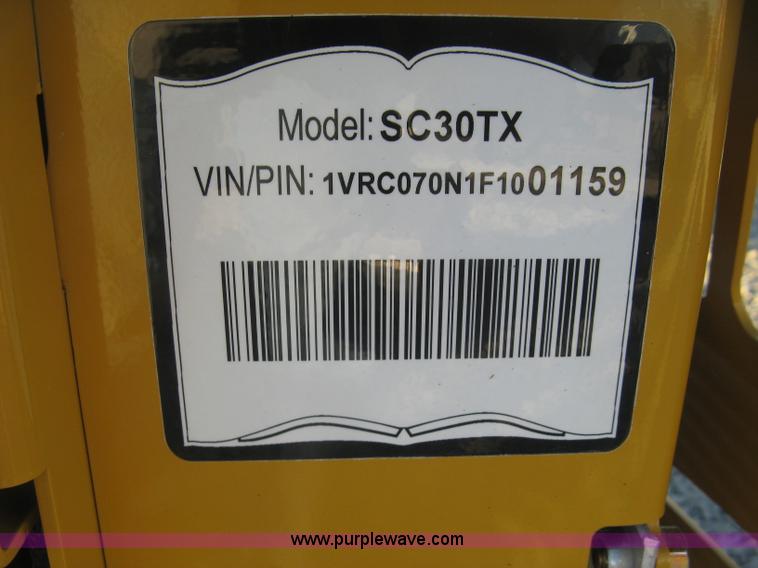 Model: SC30TX
VIN/PIN: 1VRC070N1F1001159
www.purplewave.com